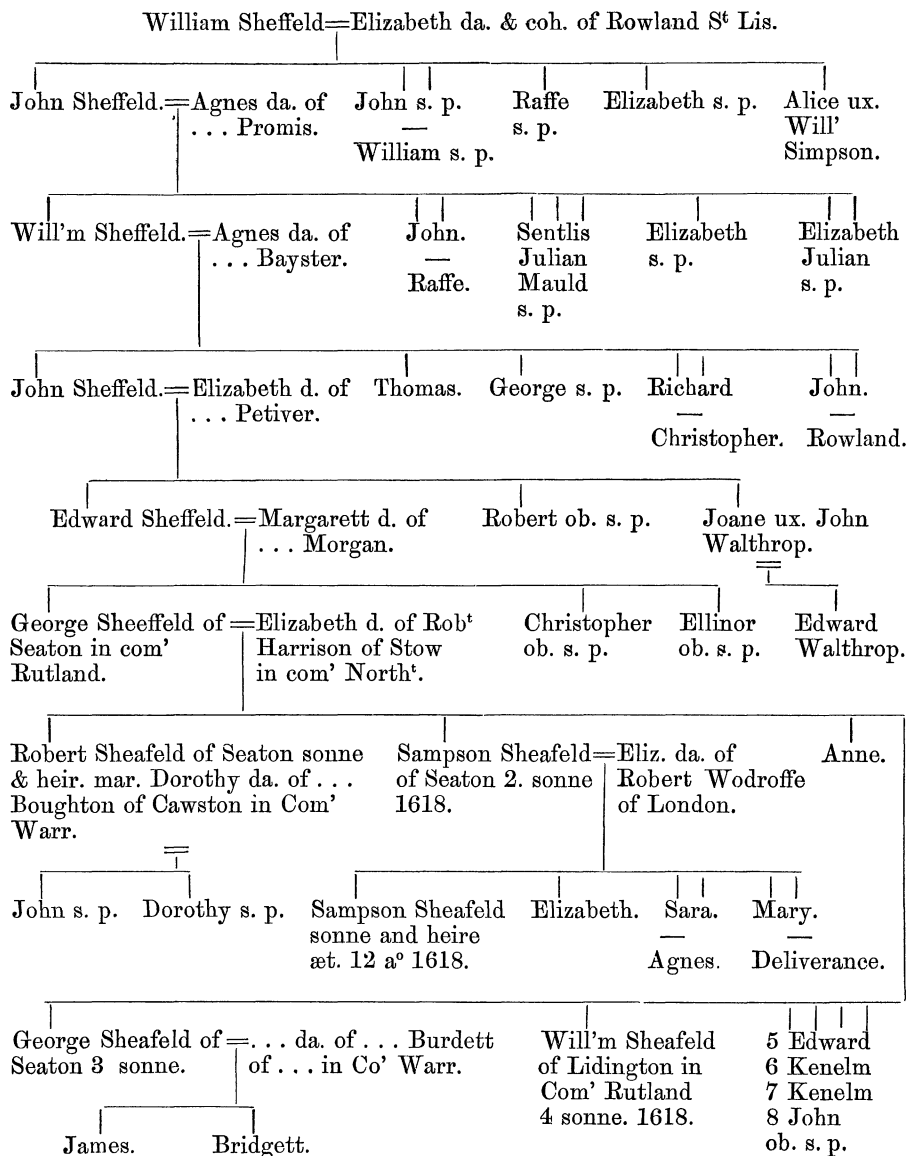 William Sheffeld=Elizabeth da. & coh. of Rowland Sᵗ Lis.
John Sheffeld.=Agnes da. of
. . . Promis.
John s. p.
—
William s. p.
Raffe
s. p.
Elizabeth s. p.
Alice ux.
Will'
Simpson.
Will'm Sheffeld.=Agnes da. of
. . . Bayster.
John.
—
Raffe.
Sentlis
Julian
Mauld
s. p.
Elizabeth
s. p.
Elizabeth
Julian
s. p.
John Sheffeld.=Elizabeth d. of
. . . Petiver.
Thomas.
George s. p.
Richard
—
Christopher.
John.
—
Rowland.
Edward Sheffeld.=Margarett d. of
. . . Morgan.
Robert ob. s. p.
Joane ux. John
Walthrop.
=
George Sheeffeld of=Elizabeth d. of Robᵗ
Seaton in com' Harrison of Stow
Rutland. in com' Northᵗ.
Christopher
ob. s. p.
Ellinor
ob. s. p.
Edward
Walthrop.
Robert Sheafeld of Seaton sonne
& heir. mar. Dorothy da. of . . .
Boughton of Cawston in Com'
Warr.
=
Sampson Sheafeld=Eliz. da. of
of Seaton 2. sonne Robert Wodroffe
1618. of London.
Anne.
John s. p.
Dorothy s. p.
Sampson Sheafeld
sonne and heire
æt. 12 aº 1618.
Elizabeth.
Sara.
—
Agnes.
Mary.
—
Deliverance.
George Sheafeld of=. . . da. of . . . Burdett
Seaton 3 sonne. of . . . in Co' Warr.
Will'm Sheafeld
of Lidington in
Com' Rutland
4 sonne. 1618.
5 Edward
6 Kenelm
7 Kenelm
8 John
ob. s. p.
James.
Bridgett.